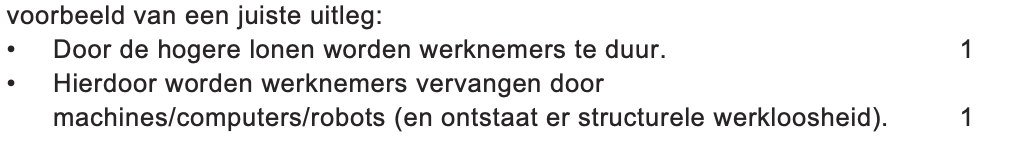 voorbeeld van een juiste uitleg:
• Door de hogere lonen worden werknemers te duur. 1
• Hierdoor worden werknemers vervangen door
machines/computers/robots (en ontstaat er structurele werkloosheid). 1